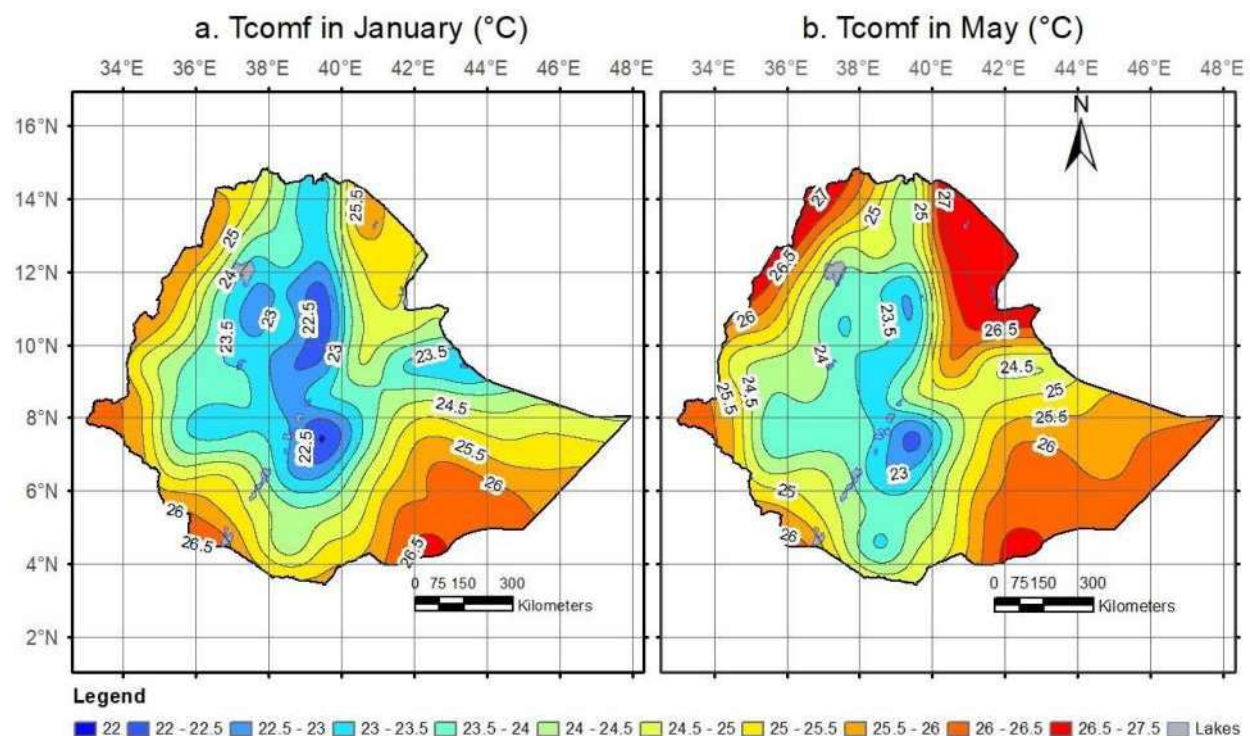 a. Tcomf in January (°C)
b. Tcomf in May (°C)
34°E 36°E 38°E 40°E 42°E 44°E 46°E
34°E 36°E 38°E 40°E 42°E 44°E 46°E 48°E
N
16°N
14°N
12°N
10°N
8°N
6°N
4°N
2°N
25.5
25
24
23
22.5
23.5
23
23.5
24.5
22.5
25.5
26
26
26.5
26.5
27
25
25
27
26.5
26
23.5
26.5
24
24.5
24.5
25
25.5
25.5
26
23
25
26
0 75 150 300
Kilometers
0 75 150 300
Kilometers
Legend
22 22 - 22.5 22.5 - 23 23 - 23.5 23.5 - 24 24 - 24.5 24.5 - 25 25 - 25.5 25.5 - 26 26 - 26.5 26.5 - 27.5 Lakes